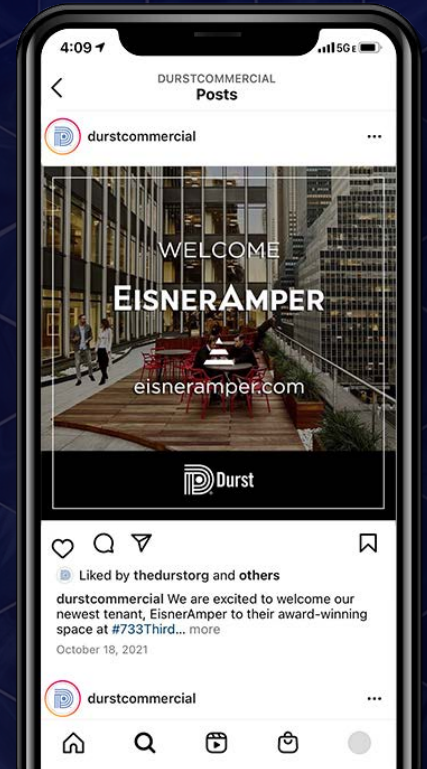 4:09
5G E
DURSTCOMMERCIAL
Posts
durstcommercial
WELCOME
EISNERAMPER
eisneramper.com
Durst
Liked by thedurstorg and others
durstcommercial We are excited to welcome our
newest tenant, EisnerAmper to their award-winning
space at #733Third... more
October 18, 2021
durstcommercial